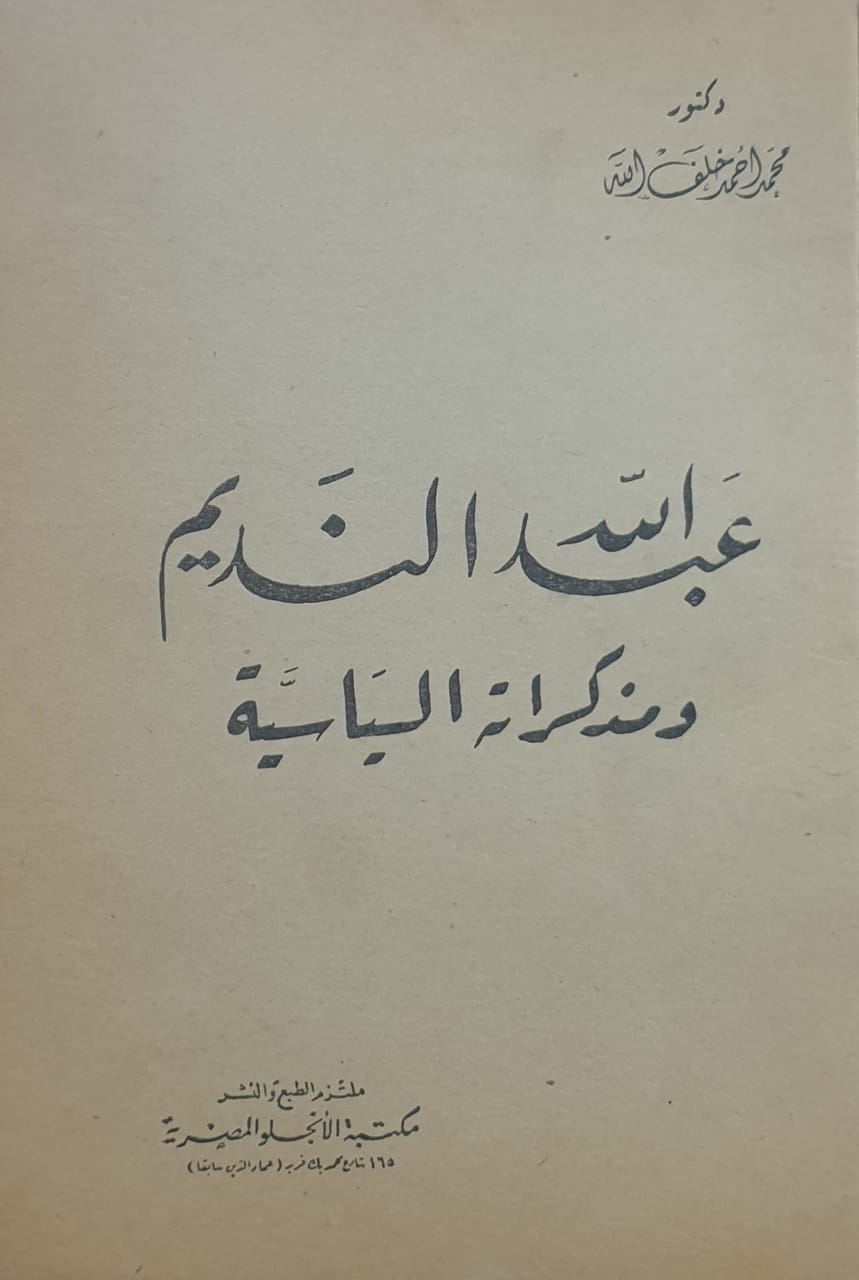 دكتور
محمد احمد خلف الله
عبد الله النديم
ومذكراته السياسية
ملتزم الطبع والنشر
مكتبة الأنجلو المصرية
١٦٥ شارع محمد بك فريد (عماد الدين سابقا)